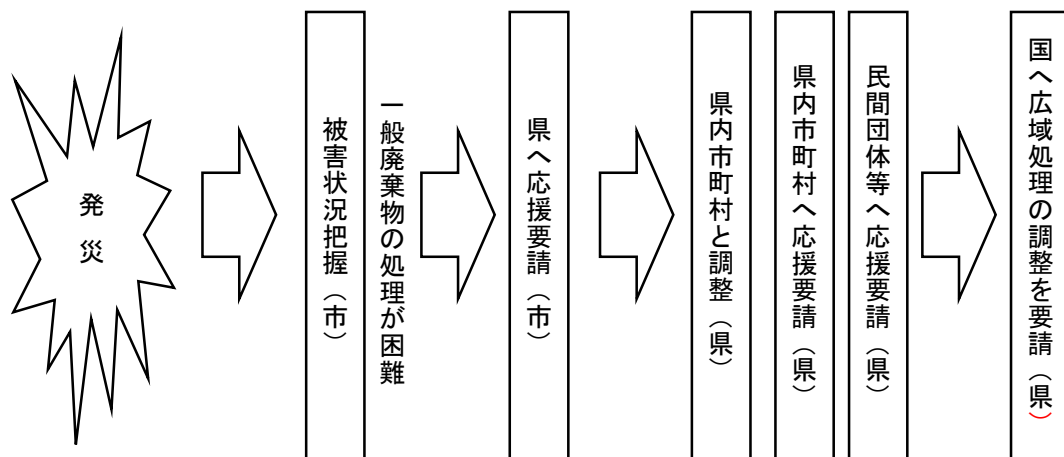 発災
被害状況把握（市）
一般廃棄物の処理が困難
県へ応援要請（市）
県内市町村と調整（県）
県内市町村へ応援要請（県）
民間団体等へ応援要請（県）
国へ広域処理の調整を要請（県）